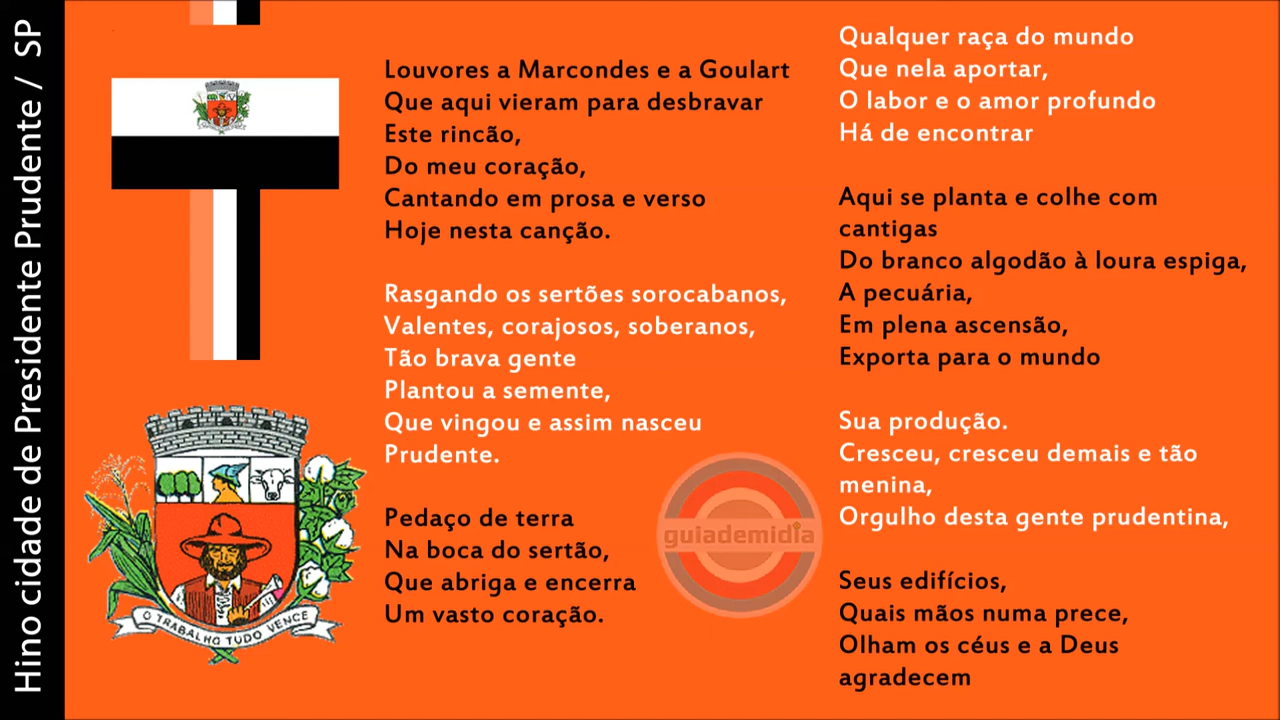 Hino cidade de Presidente Prudente / SP
Louvores a Marcondes e a Goulart
Que aqui vieram para desbravar
Este rincão,
Do meu coração,
Cantando em prosa e verso
Hoje nesta canção.
Rasgando os sertões sorocabanos,
Valentes, corajosos, soberanos,
Tão brava gente
Plantou a semente,
Que vingou e assim nasceu
Prudente.
Pedaço de terra
Na boca do sertão,
Que abriga e encerra
Um vasto coração.
Qualquer raça do mundo
Que nela aportar,
O labor e o amor profundo
Há de encontrar
Aqui se planta e colhe com
cantigas
Do branco algodão à loura espiga,
A pecuária,
Em plena ascensão,
Exporta para o mundo
Sua produção.
Cresceu, cresceu demais e tão
menina,
Orgulho desta gente prudentina,
Seus edifícios,
Quais mãos numa prece,
Olham os céus e a Deus
agradecem
guiademidia
O TRABALHO TUDO VENCE